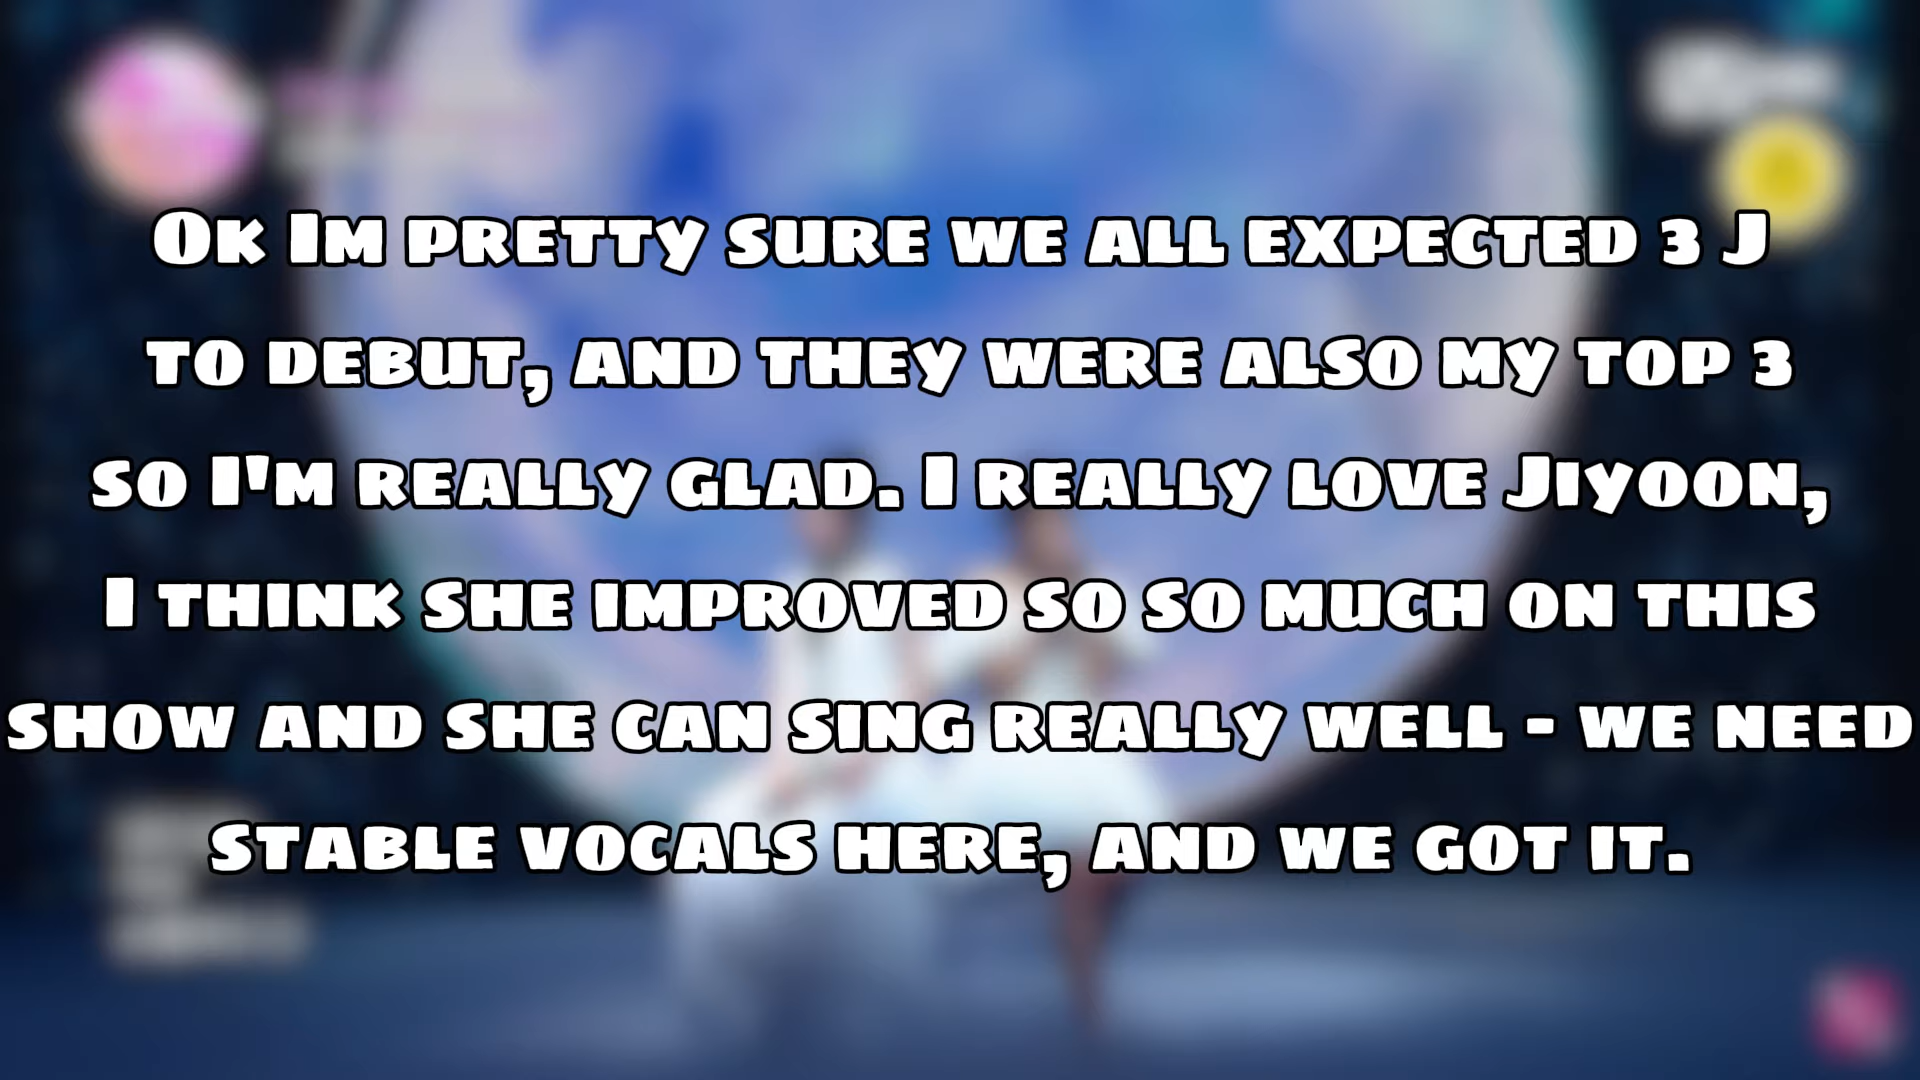 Ok Im pretty sure we all expected 3 J
to debut, and they were also my top 3
so I'm really glad. I really love Jiyoon,
I think she improved so so much on this
show and she can sing really well - we need
stable vocals here, and we got it.